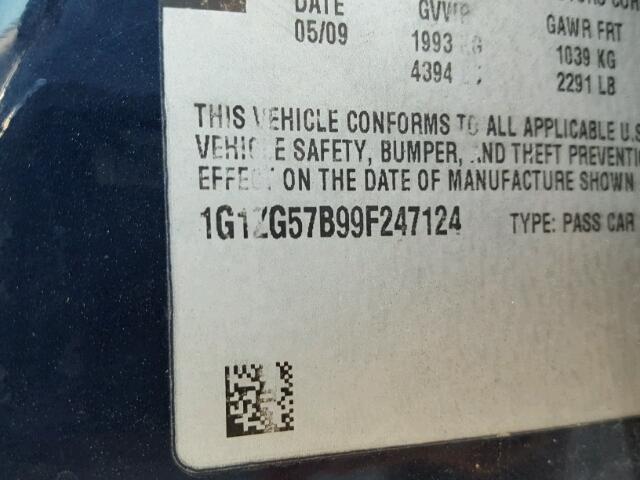 DATE GVWR GAWR FRT
05/09 1993 KG 1039 KG
4394 2291 LB
THIS VEHICLE CONFORMS TO ALL APPLICABLE U.S
VEHICLE SAFETY, BUMPER, AND THEFT PREVENTI
EFFECT ON THE DATE OF MANUFACTURE SHOWN
1G1ZG57B99F247124 TYPE: PASS CAR